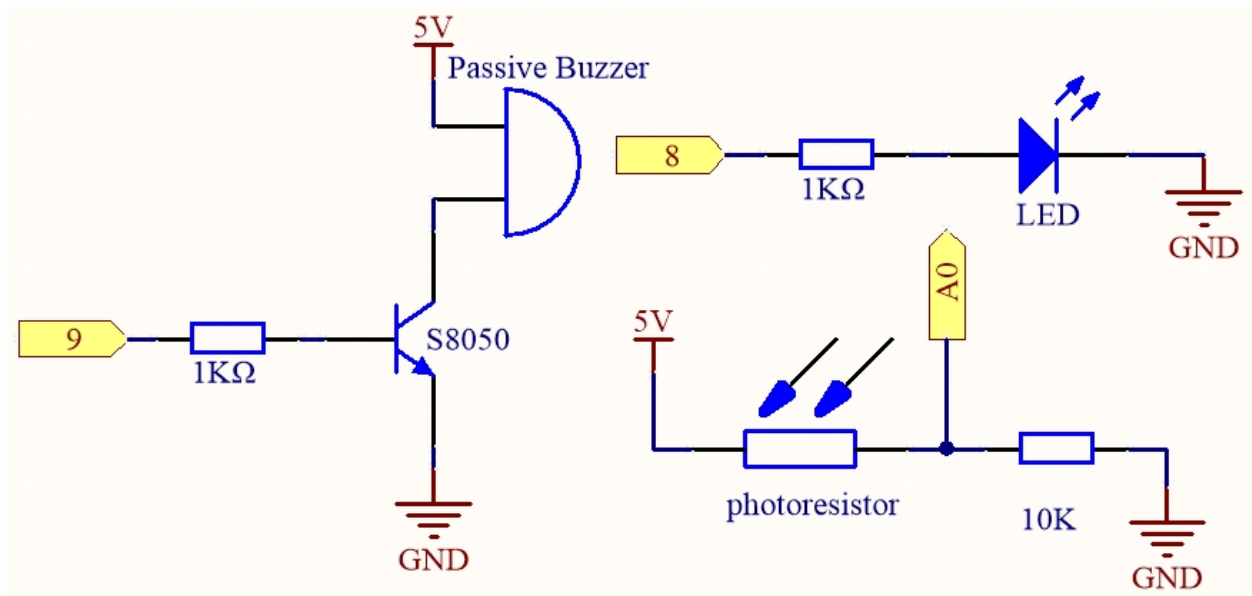 5V
Passive Buzzer
8
1KΩ
LED
GND
A0
9
1KΩ
S8050
GND
5V
photoresistor
10K
GND